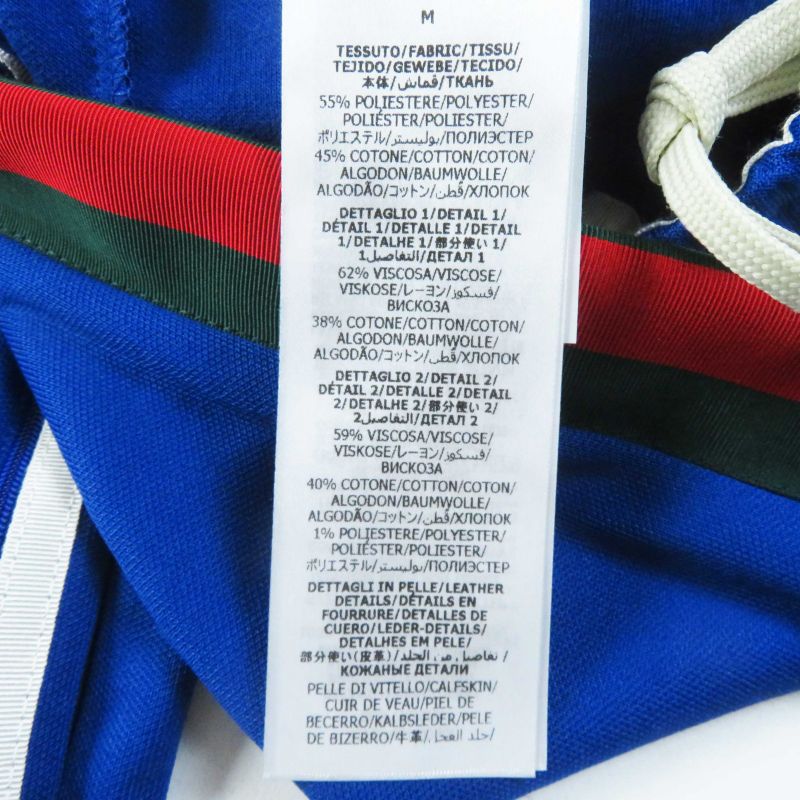 M
TESSUTO/FABRIC/TISSU/
TEJIDO/GEWEBE/TECIDO/
本体/قماش/ТКАНЬ
55% POLIESTERE/POLYESTER/
POLIÉSTER/POLIÉSTER/
ポリエステル/بوليستر/ПОЛИЭСТЕР
45% COTONE/COTTON/COTON/
ALGODON/BAUMWOLLE/
ALGODÃO/コットン/قطن/ХЛОПОК
DETTAGLIO 1/DETAIL 1/
DÉTAIL 1/DETALLE 1/DETAIL
1/DETALHE 1/部分使い 1/
التفاصيل1/ДЕТАЛ 1
62% VISCOSA/VISCOSE/
VISKOSE/レーヨン/فسكوز/
ВИСКОЗА
38% COTONE/COTTON/COTON/
ALGODON/BAUMWOLLE/
ALGODÃO/コットン/قطن/ХЛОПОК
DETTAGLIO 2/DETAIL 2/
DÉTAIL 2/DETALLE 2/DETAIL
2/DETALHE 2/部分使い 2/
التفاصيل2/ДЕТАЛ 2
59% VISCOSA/VISCOSE/
VISKOSE/レーヨン/فسكوز/
ВИСКОЗА
40% COTONE/COTTON/COTON/
ALGODON/BAUMWOLLE/
ALGODÃO/コットン/قطن/ХЛОПОК
1% POLIESTERE/POLYESTER/
POLIÉSTER/POLIESTER/
ポリエステル/بوليستر/ПОЛИЭСТЕР
DETTAGLI IN PELLE/LEATHER
DETAILS/DÉTAILS EN
FOURRURE/DETALLES DE
CUERO/LEDER-DETAILS/
DETALHES EM PELE/
部分使い(皮革)/تفاصيل من الجلد/
КОЖАНЫЕ ДЕТАЛИ
PELLE DI VITELLO/CALFSKIN/
CUIR DE VEAU/PIEL DE
BECERRO/KALBSLEDER/PELE
DE BIZERRO/牛革/جلد العجل/